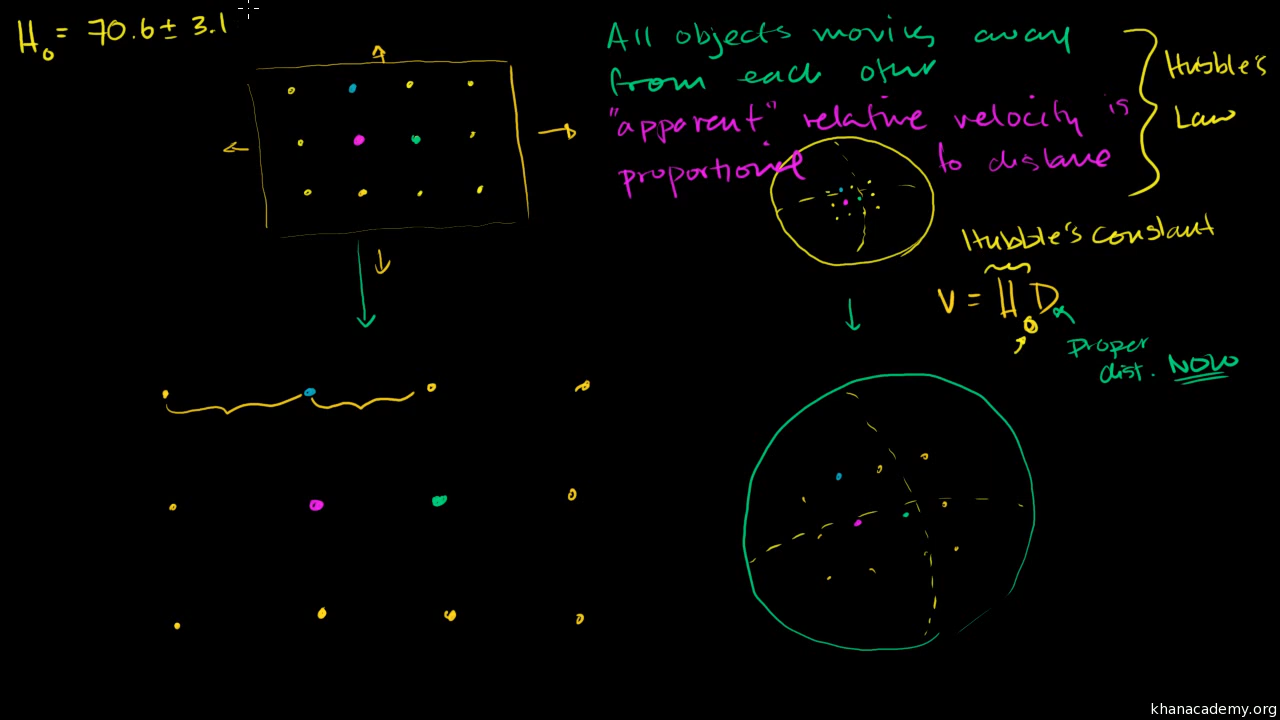 H₀ = 70.6 ± 3.1
All objects moving away
from each other
"apparent" relative velocity is
proportional to distance
Hubble's
Law
Hubble's constant
V = H₀ D
Proper
dist. NOW
khanacademy.org